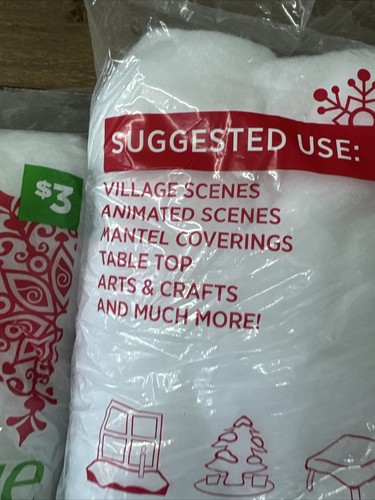 SUGGESTED USE:
$3
VILLAGE SCENES
ANIMATED SCENES
MANTEL COVERINGS
TABLE TOP
ARTS & CRAFTS
AND MUCH MORE!